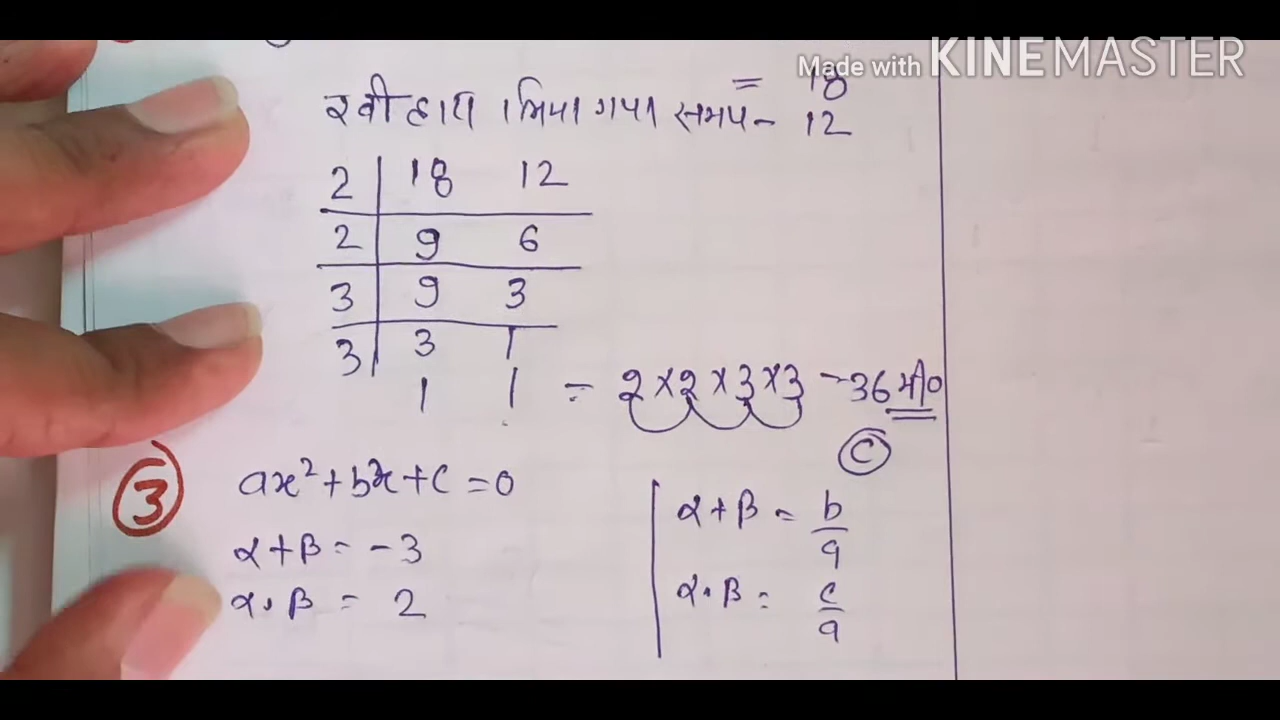 Made with KINEMASTER
= 18
रवी द्वारा लिया गया समय - 12
2 | 18 12
2 | 9 6
3 | 9 3
3 | 3 1
1 1 = 2 × 2 × 3 × 3 - 36 मि०
C
3 ax² + bx + c = 0
α + β = -3
α . β = 2
α + β = b/a
α . β = c/a